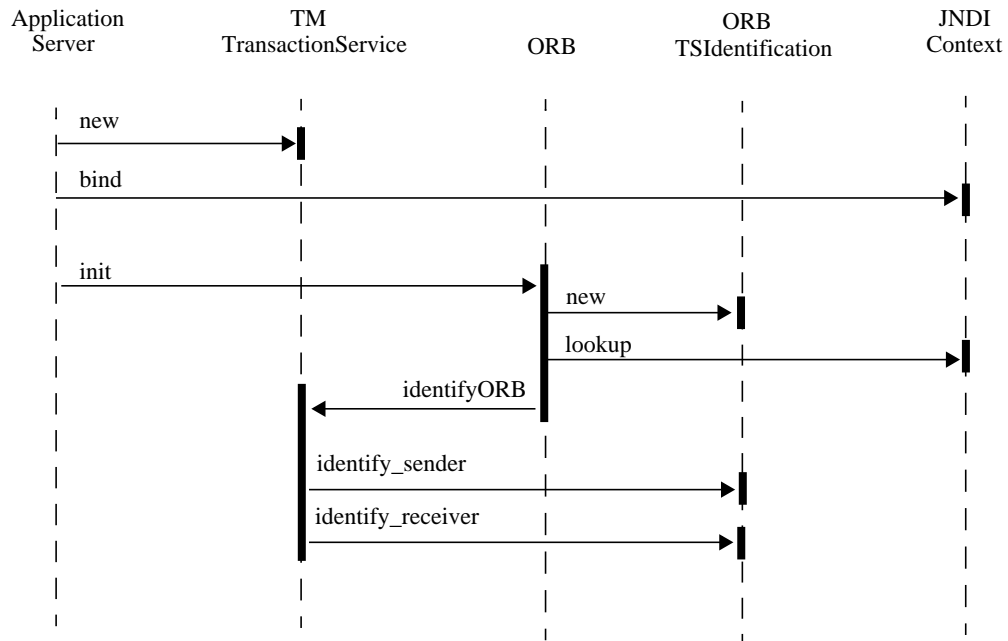 Application
Server
TM
TransactionService
ORB
ORB
TSIdentification
JNDI
Context
new
bind
init
new
lookup
identifyORB
identify_sender
identify_receiver